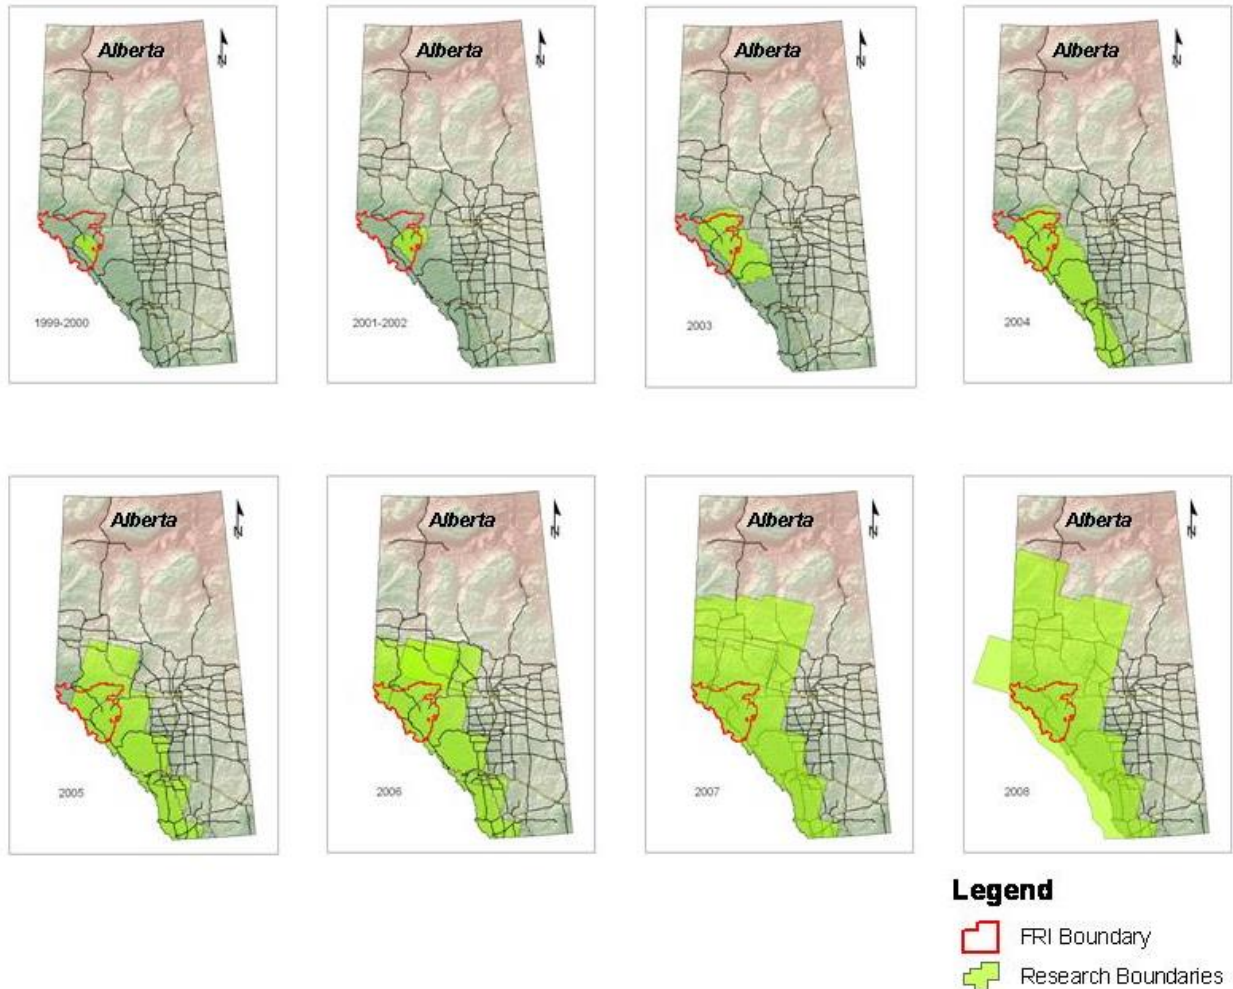 Alberta
N
Alberta
N
Alberta
N
Alberta
N
1999-2000
2001-2002
2003
2004
Alberta
N
Alberta
N
Alberta
N
Alberta
N
2005
2006
2007
2008
Legend
FRI Boundary
Research Boundaries